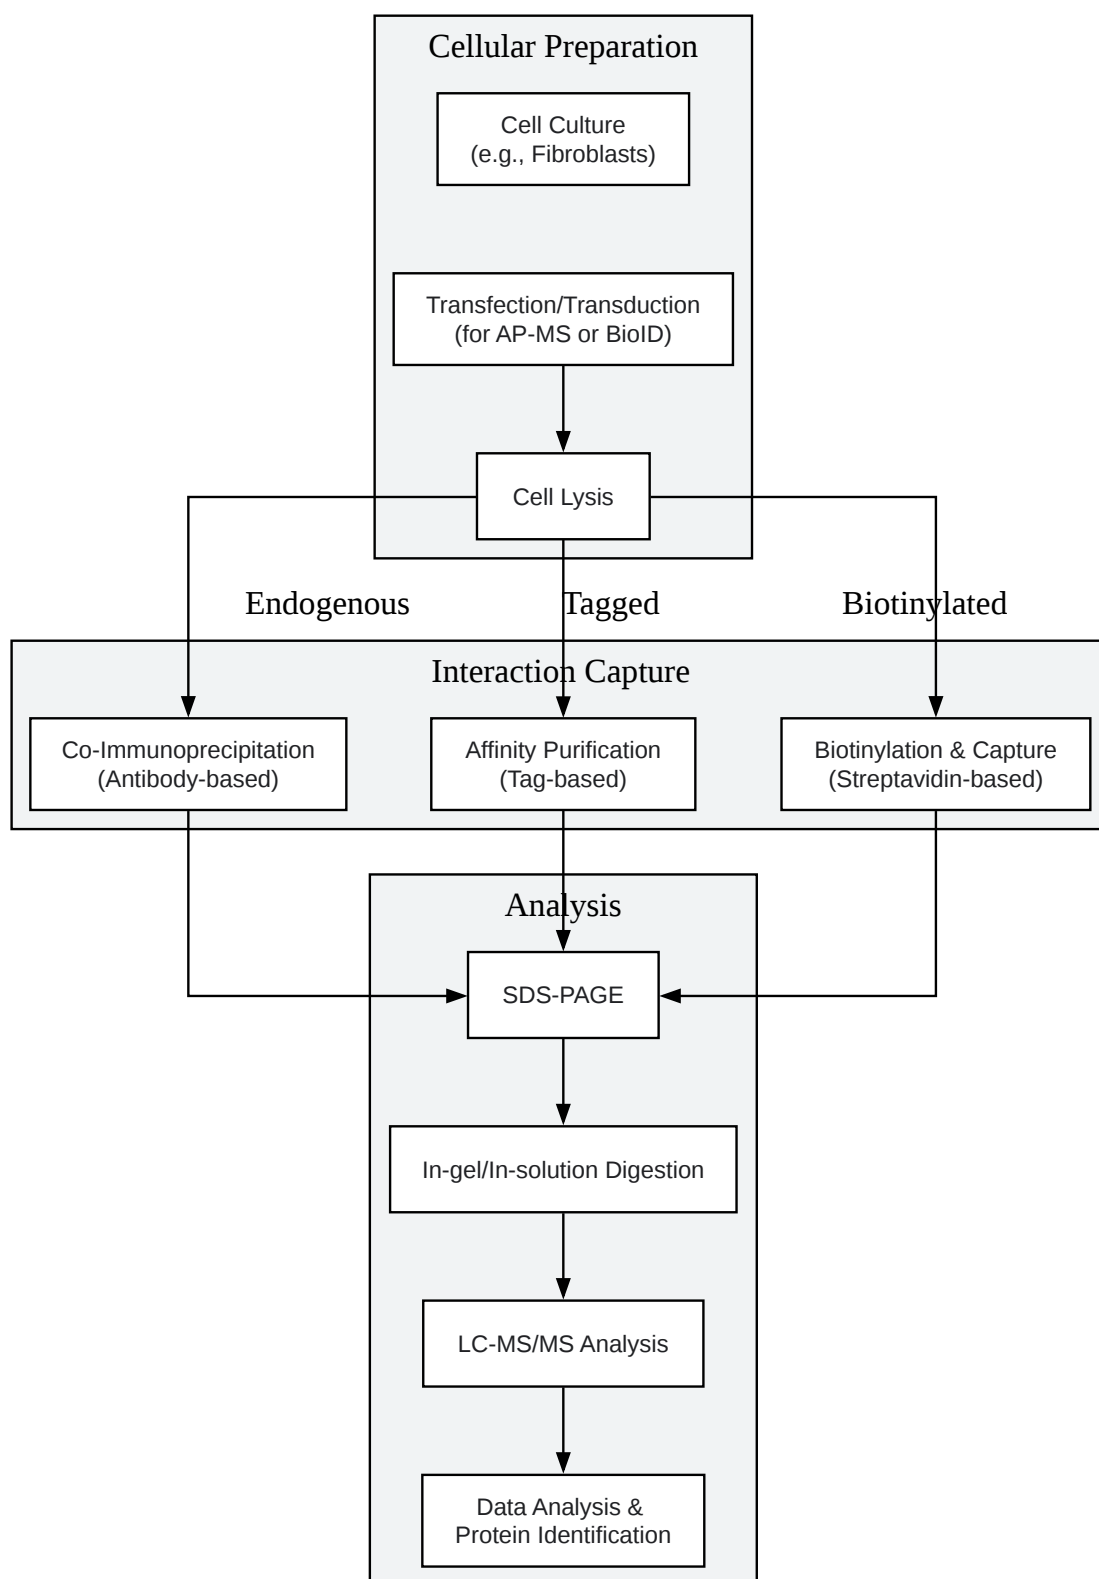 Cellular Preparation
Cell Culture
(e.g., Fibroblasts)
Transfection/Transduction
(for AP-MS or BioID)
Cell Lysis
Endogenous
Tagged
Biotinylated
Interaction Capture
Co-Immunoprecipitation
(Antibody-based)
Affinity Purification
(Tag-based)
Biotinylation & Capture
(Streptavidin-based)
Analysis
SDS-PAGE
In-gel/In-solution Digestion
LC-MS/MS Analysis
Data Analysis &
Protein Identification